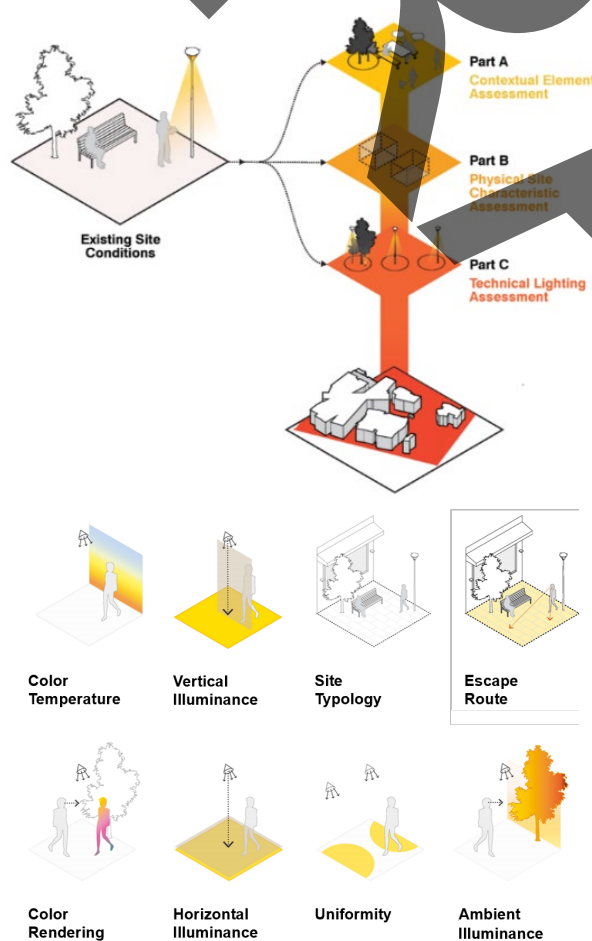 Part A
Contextual Element
Assessment
Part B
Physical Site
Characteristic
Assessment
Existing Site
Conditions
Part C
Technical Lighting
Assessment
Color
Temperature
Vertical
Illuminance
Site
Typology
Escape
Route
Color
Rendering
Horizontal
Illuminance
Uniformity
Ambient
Illuminance